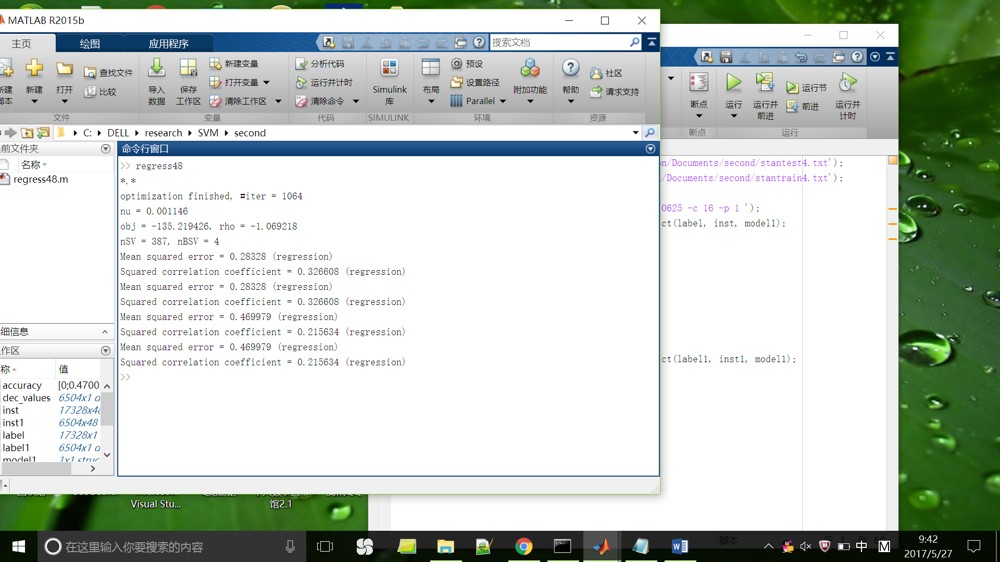 MATLAB R2015b
主页 绘图 应用程序
搜索文档
新建 打开 查找文件 比较
导入数据 保存工作区 新建变量 打开变量 清除工作区
分析代码 运行并计时 清除命令
Simulink 库
布局 预设 设置路径 Parallel 附加功能
帮助 社区 请求支持
文件 变量 代码 SIMULINK 环境 资源
断点 运行 运行并前进 运行节 前进 运行并计时
断点 运行
C: DELL research SVM second
前文件夹
名称
regress48.m
细信息
作区
称 值
accuracy [0;0.4700
dec_values 6504x1 d
inst 17328x48
inst1 6504x48
label 17328x1
label1 6504x1 d
model1 1x1 struc
命令行窗口
>> regress48
*.*
optimization finished, #iter = 1064
nu = 0.001146
obj = -135.219426, rho = -1.069218
nSV = 387, nBSV = 4
Mean squared error = 0.28328 (regression)
Squared correlation coefficient = 0.326608 (regression)
Mean squared error = 0.28328 (regression)
Squared correlation coefficient = 0.326608 (regression)
Mean squared error = 0.469979 (regression)
Squared correlation coefficient = 0.215634 (regression)
Mean squared error = 0.469979 (regression)
Squared correlation coefficient = 0.215634 (regression)
>>
n/Documents/second/stantest4.txt');
/Documents/second/stantrain4.txt');
0625 -c 16 -p 1 ');
ct(label, inst, model1);
ct(label1, inst1, model1);
Visual Stu...
馆2.1
在这里输入你要搜索的内容
脚本
中
M
9:42
2017/5/27